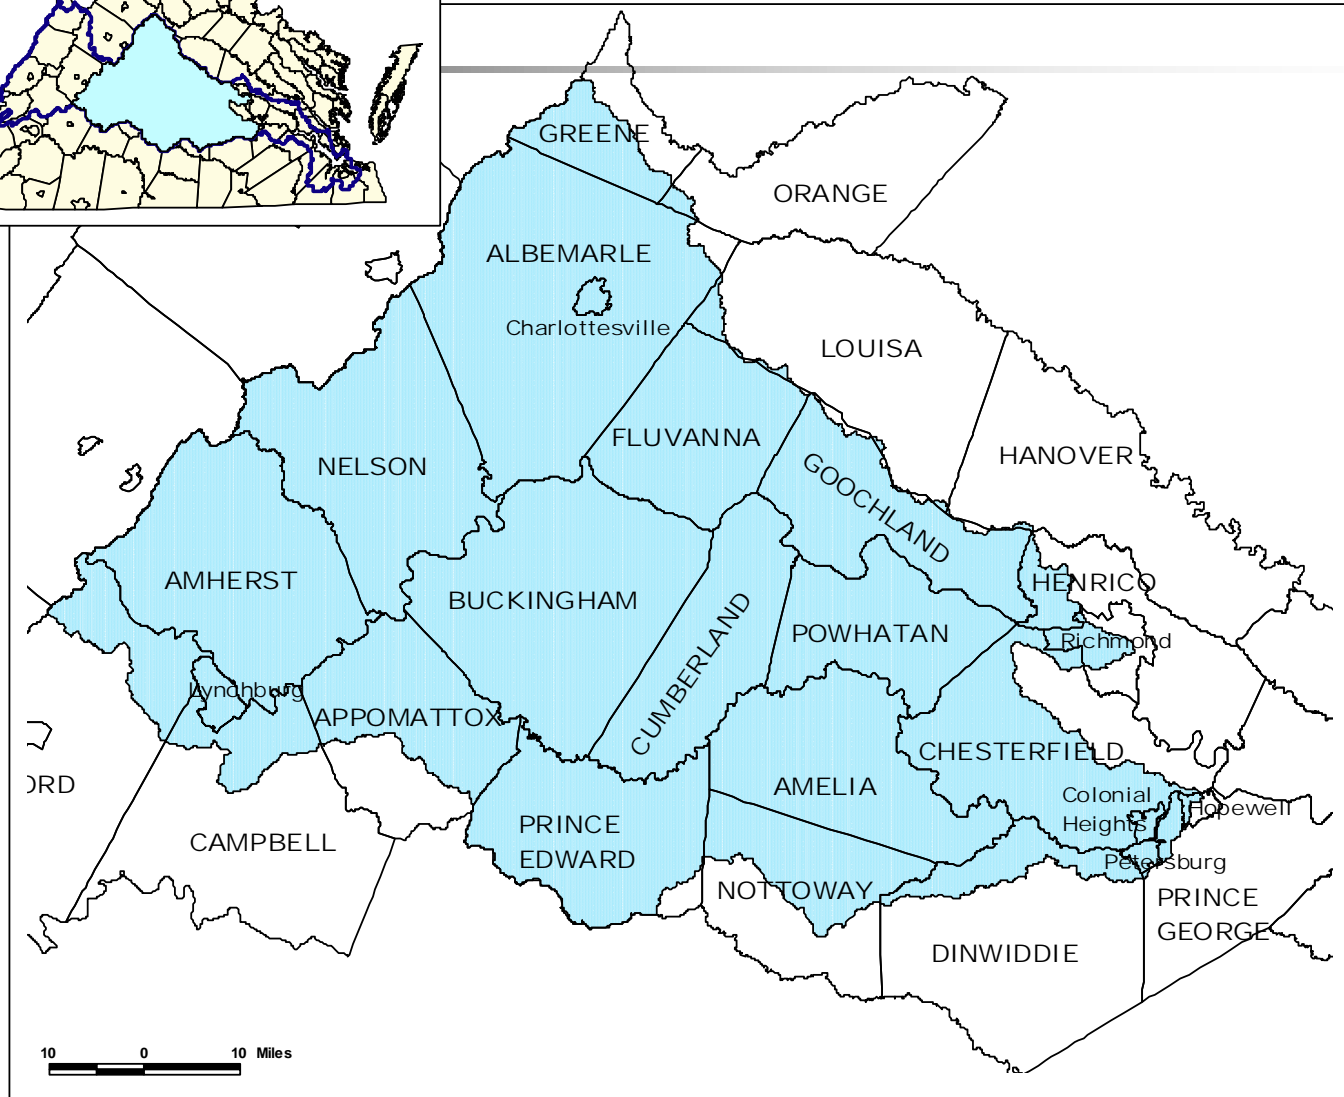 GREENE
ORANGE
ALBEMARLE
Charlottesville
LOUISA
FLUVANNA
HANOVER
NELSON
GOOCHLAND
AMHERST
HENRICO
BUCKINGHAM
CUMBERLAND
POWHATAN
Richmond
Lynchburg
APPOMATTOX
CHESTERFIELD
ORD
AMELIA
Colonial
Heights
Hopewell
CAMPBELL
PRINCE
EDWARD
Petersburg
NOTTOWAY
PRINCE
GEORGE
DINWIDDIE
10 0 10 Miles